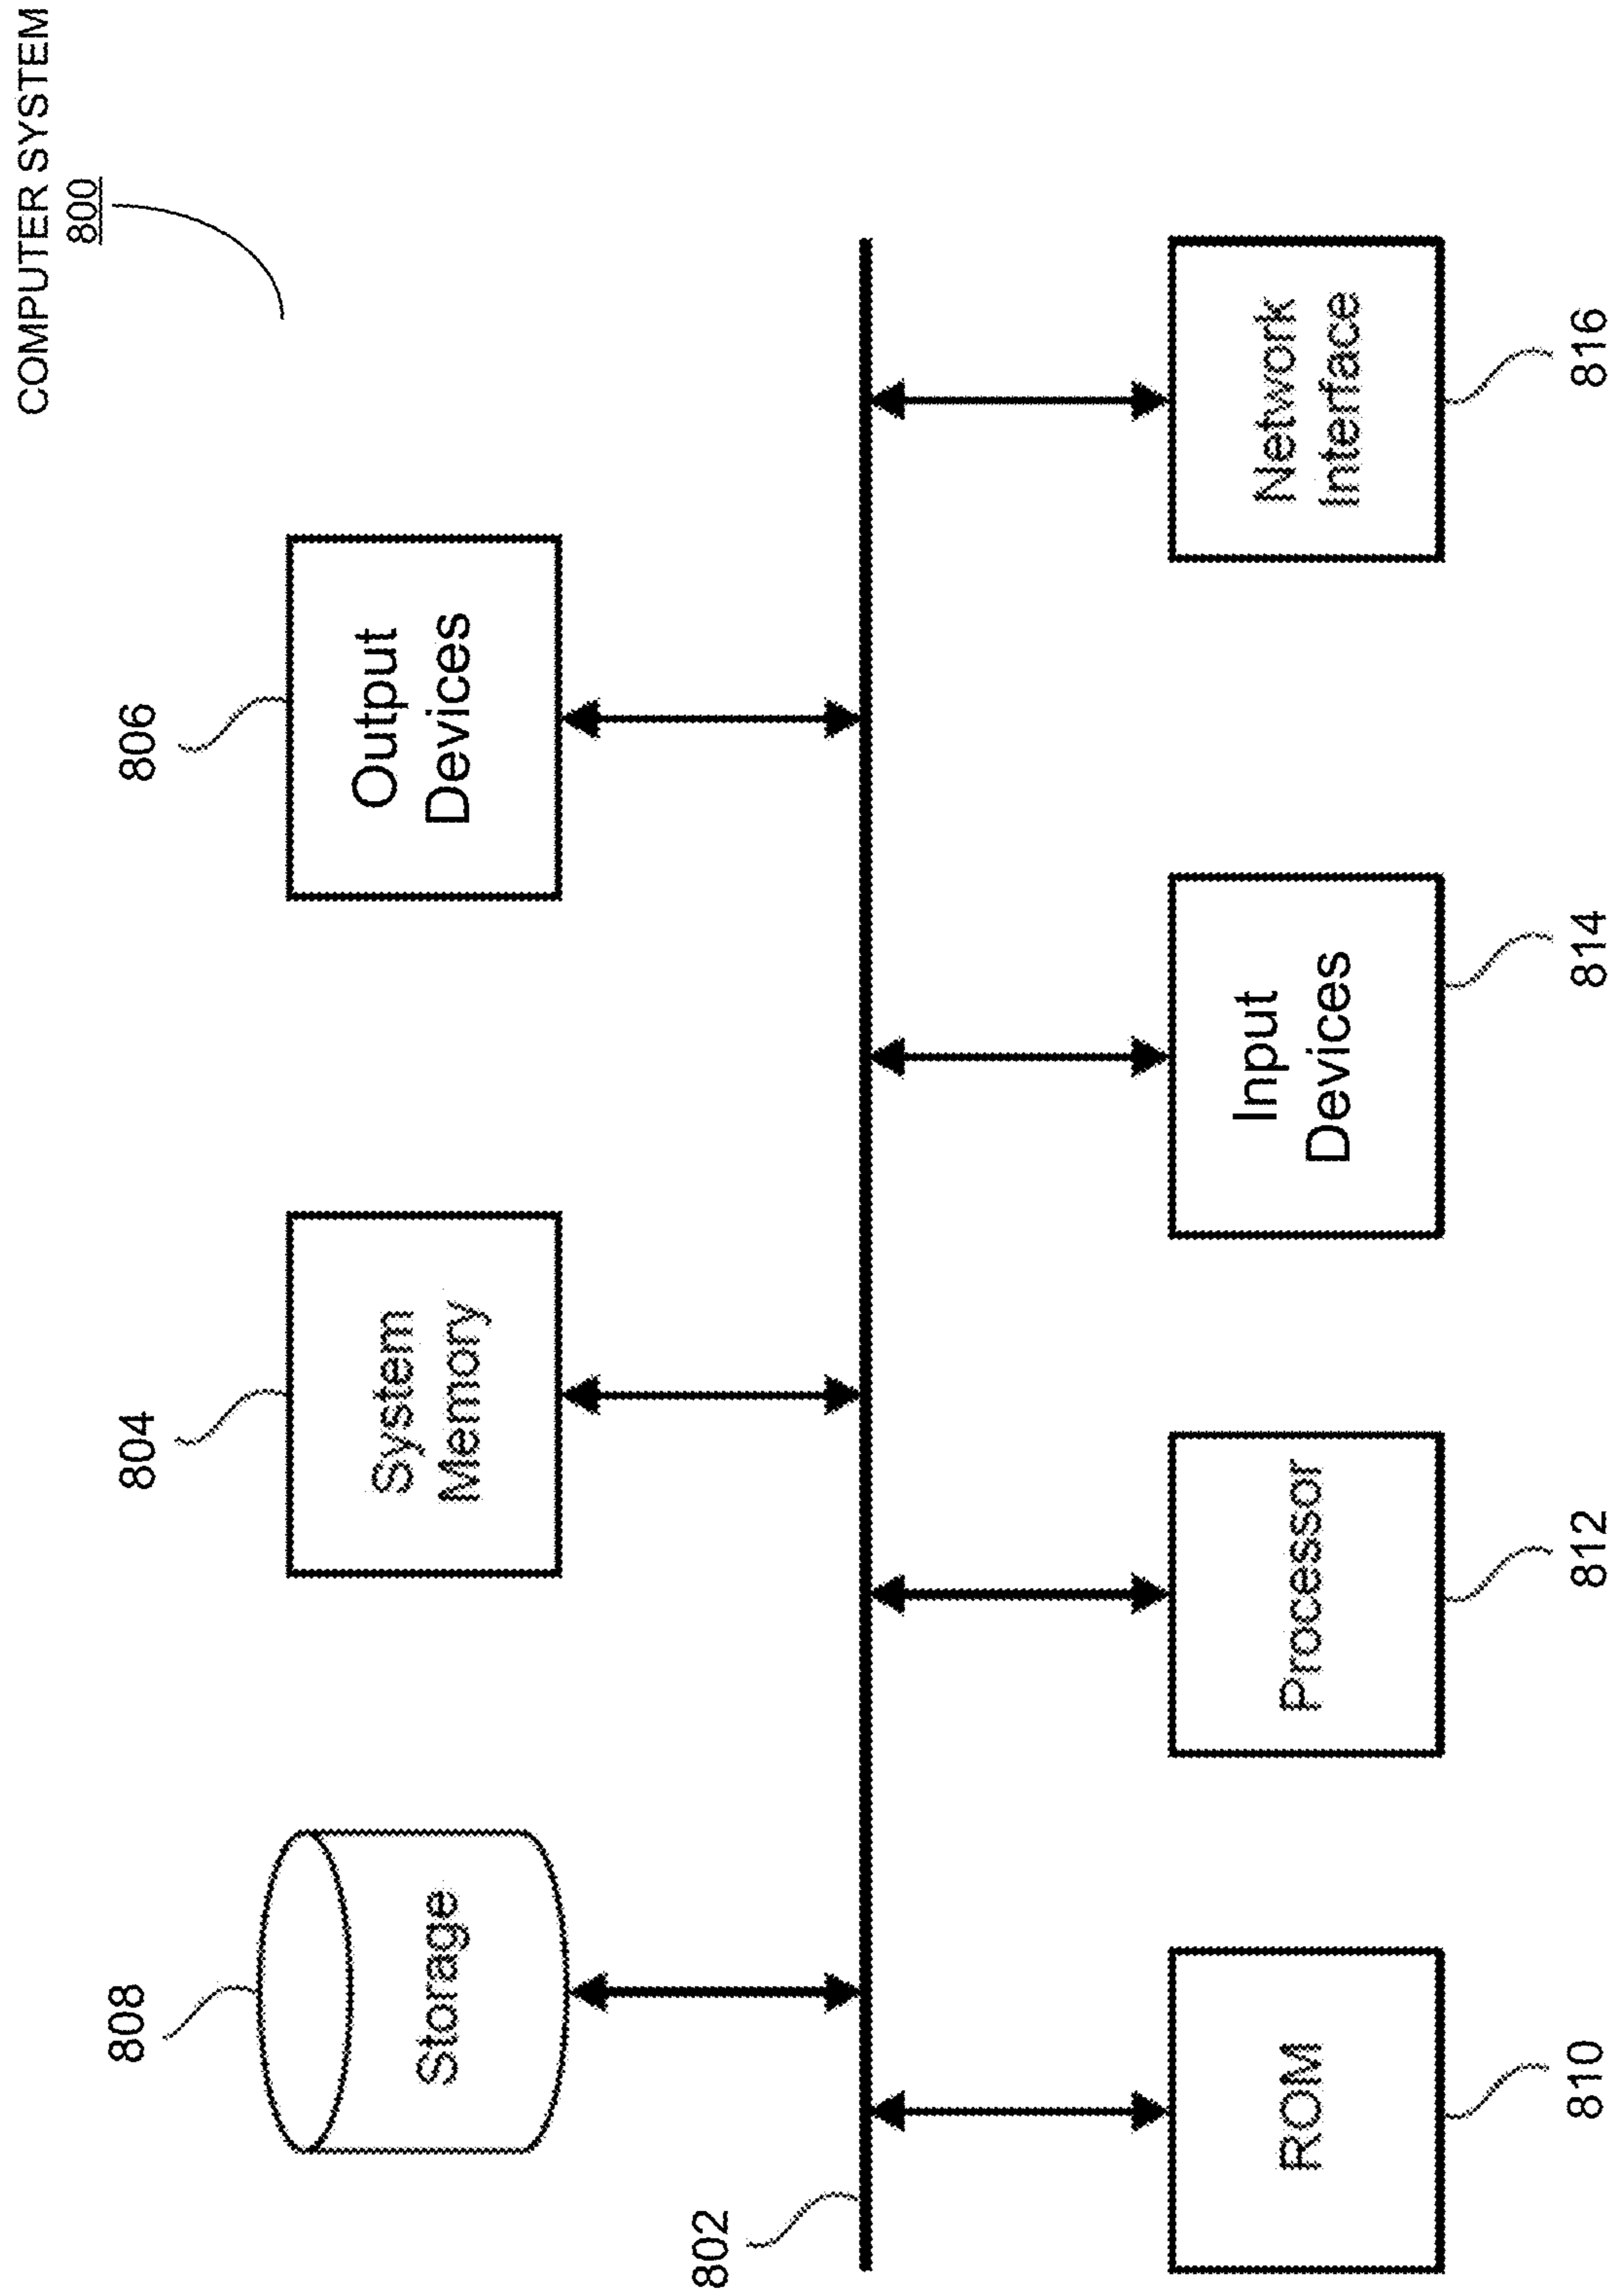 COMPUTER SYSTEM
800
808
804
806
Storage
System
Memory
Output
Devices
802
ROM
Processor
Input
Devices
Network
Interface
810
812
814
816